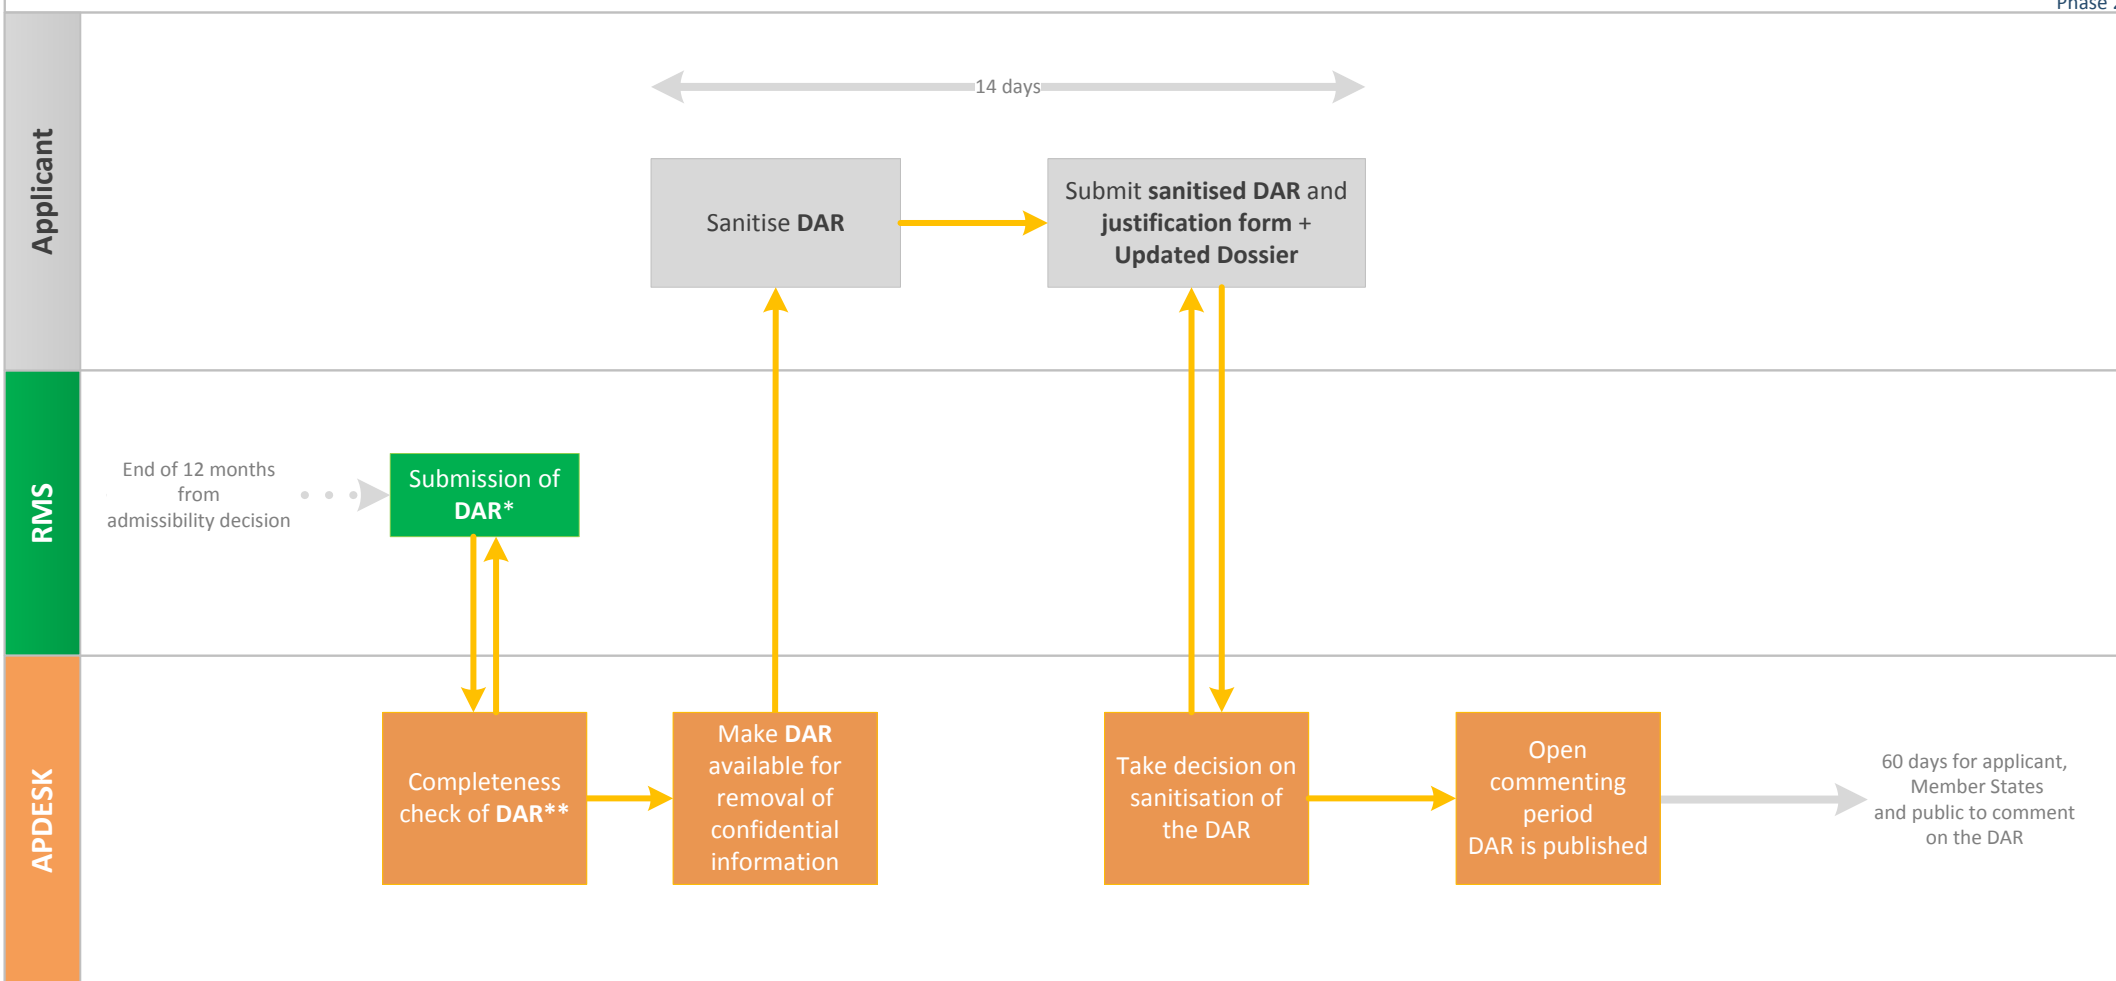 Phase 2
Applicant
14 days
Sanitise DAR
Submit sanitised DAR and
justification form +
Updated Dossier
RMS
End of 12 months
from
admissibility decision
Submission of
DAR*
APDESK
Completeness
check of DAR**
Make DAR
available for
removal of
confidential
information
Take decision on
sanitisation of
the DAR
Open
commenting
period
DAR is published
60 days for applicant,
Member States
and public to comment
on the DAR